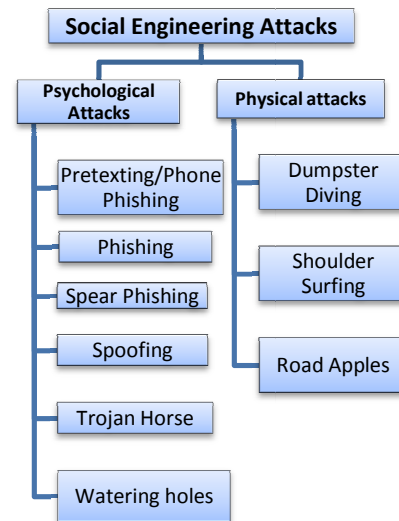 Social Engineering Attacks
Psychological
Attacks
Pretexting/Phone
Phishing
Phishing
Spear Phishing
Spoofing
Trojan Horse
Watering holes
Physical attacks
Dumpster
Diving
Shoulder
Surfing
Road Apples